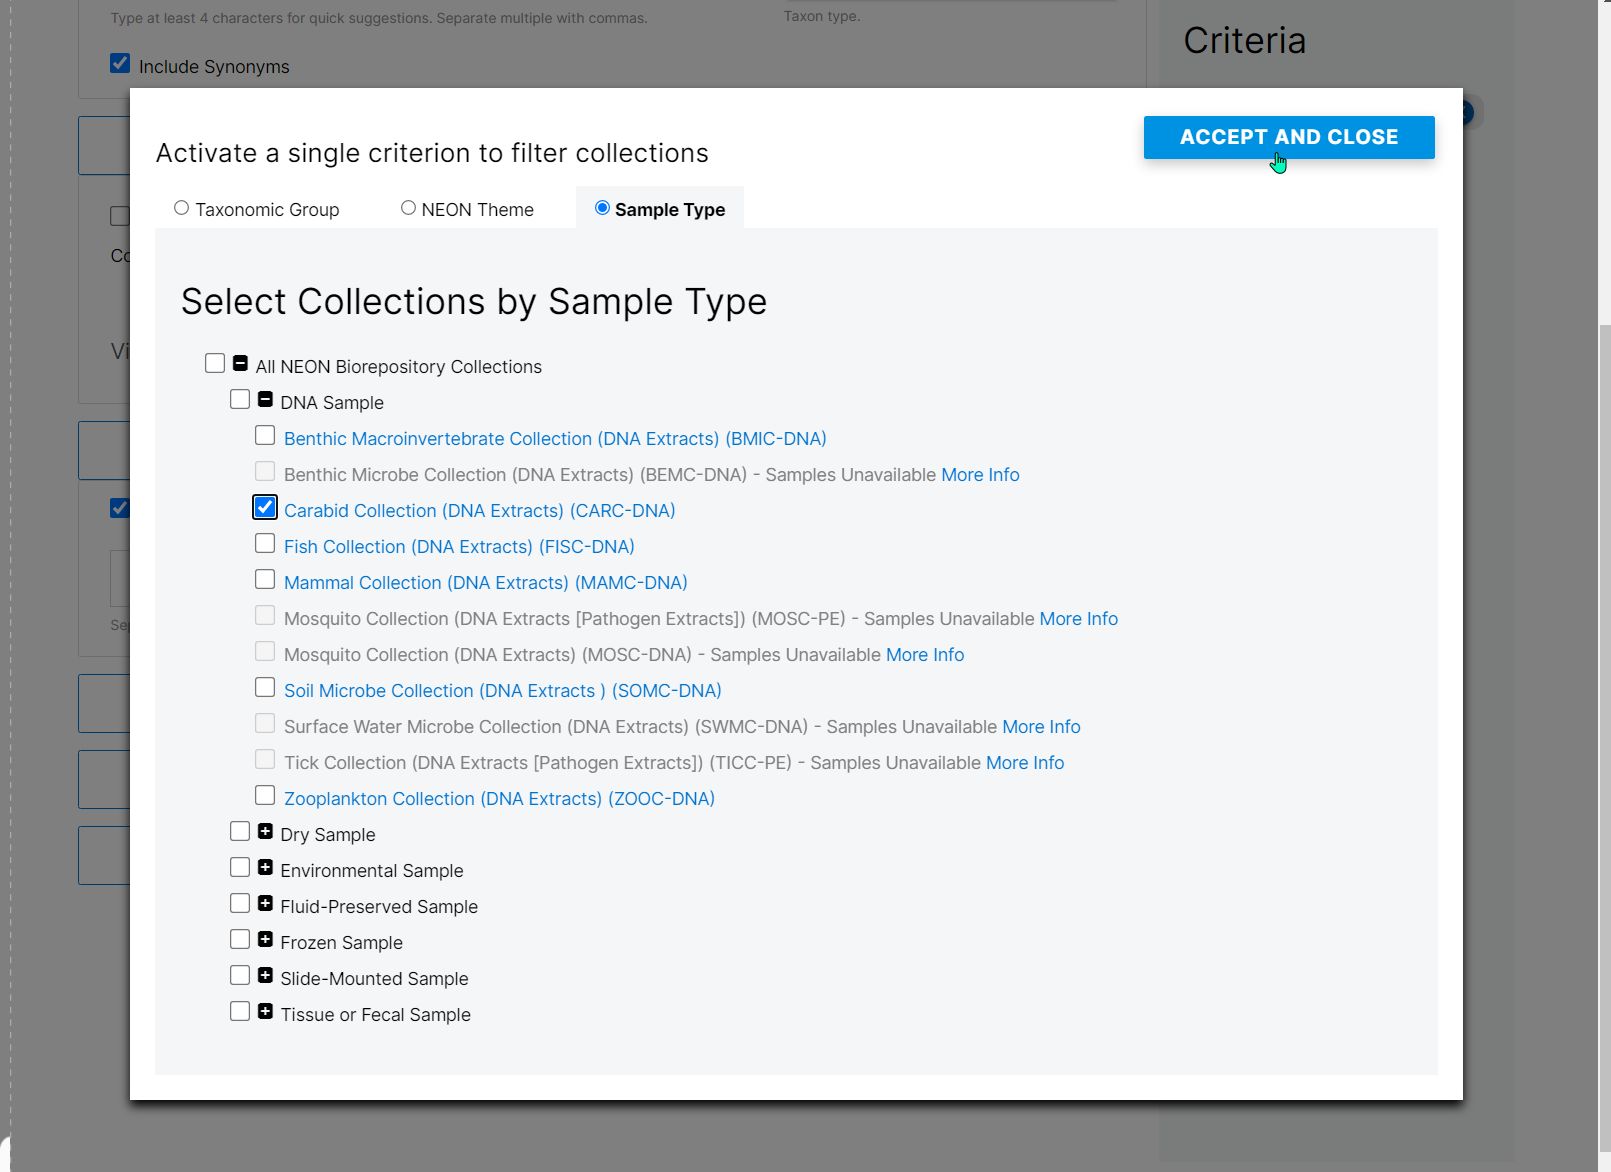 Type at least 4 characters for quick suggestions. Separate multiple with commas.
Taxon type.
Criteria
Include Synonyms
Activate a single criterion to filter collections
ACCEPT AND CLOSE
Taxonomic Group
NEON Theme
Sample Type
Select Collections by Sample Type
All NEON Biorepository Collections
DNA Sample
Benthic Macroinvertebrate Collection (DNA Extracts) (BMIC-DNA)
Benthic Microbe Collection (DNA Extracts) (BEMC-DNA) - Samples Unavailable More Info
Carabid Collection (DNA Extracts) (CARC-DNA)
Fish Collection (DNA Extracts) (FISC-DNA)
Mammal Collection (DNA Extracts) (MAMC-DNA)
Mosquito Collection (DNA Extracts [Pathogen Extracts]) (MOSC-PE) - Samples Unavailable More Info
Mosquito Collection (DNA Extracts) (MOSC-DNA) - Samples Unavailable More Info
Soil Microbe Collection (DNA Extracts ) (SOMC-DNA)
Surface Water Microbe Collection (DNA Extracts) (SWMC-DNA) - Samples Unavailable More Info
Tick Collection (DNA Extracts [Pathogen Extracts]) (TICC-PE) - Samples Unavailable More Info
Zooplankton Collection (DNA Extracts) (ZOOC-DNA)
Dry Sample
Environmental Sample
Fluid-Preserved Sample
Frozen Sample
Slide-Mounted Sample
Tissue or Fecal Sample